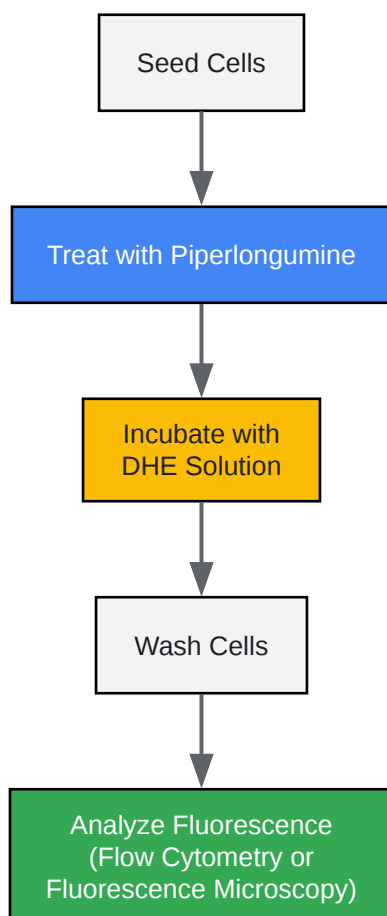 Seed Cells
Treat with Piperlongumine
Incubate with
DHE Solution
Wash Cells
Analyze Fluorescence
(Flow Cytometry or
Fluorescence Microscopy)